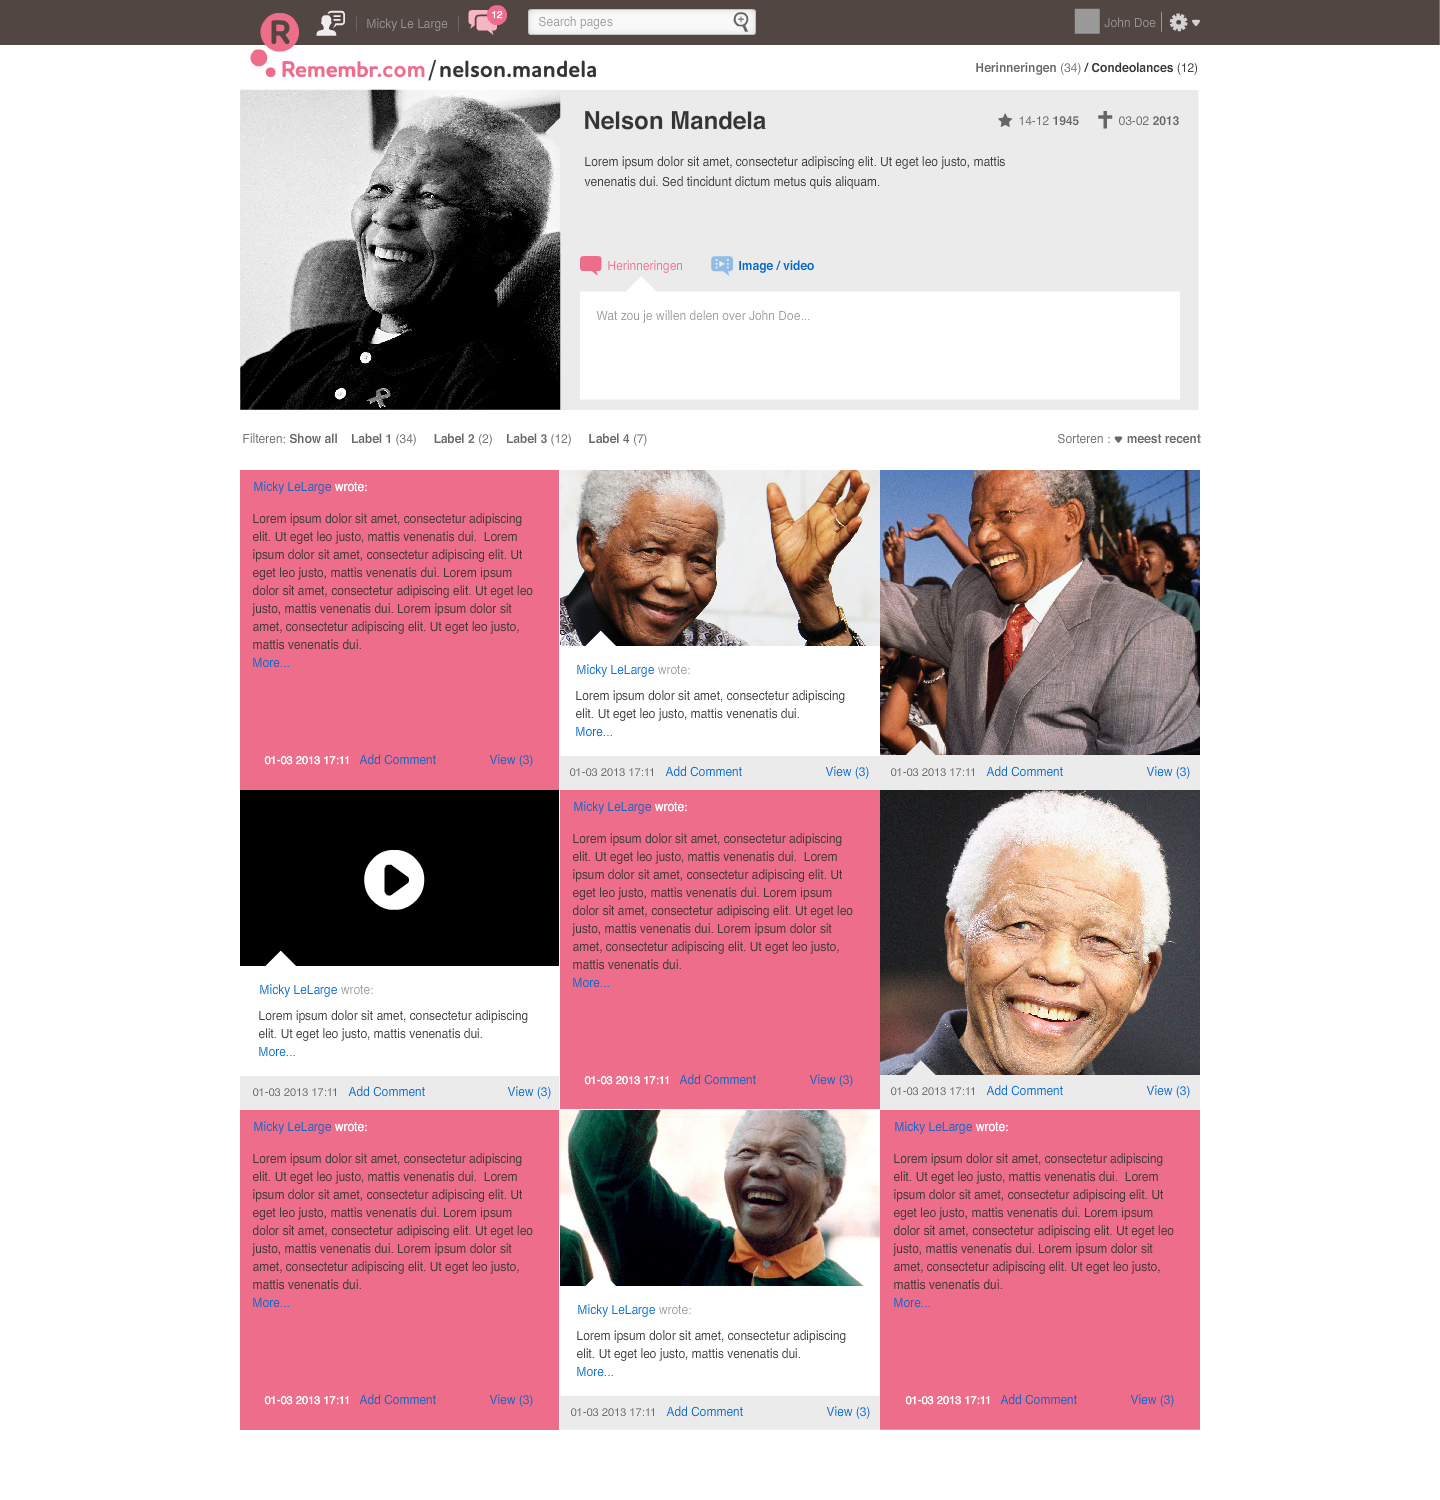 R
Micky Le Large
12
Search pages
John Doe
Remembr.com/nelson.mandela
Herinneringen (34) / Condeolances (12)
Nelson Mandela
14-12 1945
03-02 2013
Lorem ipsum dolor sit amet, consectetur adipiscing elit. Ut eget leo justo, mattis
venenatis dui. Sed tincidunt dictum metus quis aliquam.
Herinneringen
Image / video
Wat zou je willen delen over John Doe...
Filteren: Show all Label 1 (34) Label 2 (2) Label 3 (12) Label 4 (7)
Sorteren : meest recent
Micky LeLarge wrote:
Lorem ipsum dolor sit amet, consectetur adipiscing
elit. Ut eget leo justo, mattis venenatis dui. Lorem
ipsum dolor sit amet, consectetur adipiscing elit. Ut
eget leo justo, mattis venenatis dui. Lorem ipsum
dolor sit amet, consectetur adipiscing elit. Ut eget leo
justo, mattis venenatis dui. Lorem ipsum dolor sit
amet, consectetur adipiscing elit. Ut eget leo justo,
mattis venenatis dui.
More...
01-03 2013 17:11 Add Comment View (3)
Micky LeLarge wrote:
Lorem ipsum dolor sit amet, consectetur adipiscing
elit. Ut eget leo justo, mattis venenatis dui.
More...
01-03 2013 17:11 Add Comment View (3)
01-03 2013 17:11 Add Comment View (3)
Micky LeLarge wrote:
Lorem ipsum dolor sit amet, consectetur adipiscing
elit. Ut eget leo justo, mattis venenatis dui.
More...
01-03 2013 17:11 Add Comment View (3)
Micky LeLarge wrote:
Lorem ipsum dolor sit amet, consectetur adipiscing
elit. Ut eget leo justo, mattis venenatis dui. Lorem
ipsum dolor sit amet, consectetur adipiscing elit. Ut
eget leo justo, mattis venenatis dui. Lorem ipsum
dolor sit amet, consectetur adipiscing elit. Ut eget leo
justo, mattis venenatis dui. Lorem ipsum dolor sit
amet, consectetur adipiscing elit. Ut eget leo justo,
mattis venenatis dui.
More...
01-03 2013 17:11 Add Comment View (3)
01-03 2013 17:11 Add Comment View (3)
Micky LeLarge wrote:
Lorem ipsum dolor sit amet, consectetur adipiscing
elit. Ut eget leo justo, mattis venenatis dui. Lorem
ipsum dolor sit amet, consectetur adipiscing elit. Ut
eget leo justo, mattis venenatis dui. Lorem ipsum
dolor sit amet, consectetur adipiscing elit. Ut eget leo
justo, mattis venenatis dui. Lorem ipsum dolor sit
amet, consectetur adipiscing elit. Ut eget leo justo,
mattis venenatis dui.
More...
01-03 2013 17:11 Add Comment View (3)
Micky LeLarge wrote:
Lorem ipsum dolor sit amet, consectetur adipiscing
elit. Ut eget leo justo, mattis venenatis dui.
More...
01-03 2013 17:11 Add Comment View (3)
Micky LeLarge wrote:
Lorem ipsum dolor sit amet, consectetur adipiscing
elit. Ut eget leo justo, mattis venenatis dui. Lorem
ipsum dolor sit amet, consectetur adipiscing elit. Ut
eget leo justo, mattis venenatis dui. Lorem ipsum
dolor sit amet, consectetur adipiscing elit. Ut eget leo
justo, mattis venenatis dui. Lorem ipsum dolor sit
amet, consectetur adipiscing elit. Ut eget leo justo,
mattis venenatis dui.
More...
01-03 2013 17:11 Add Comment View (3)